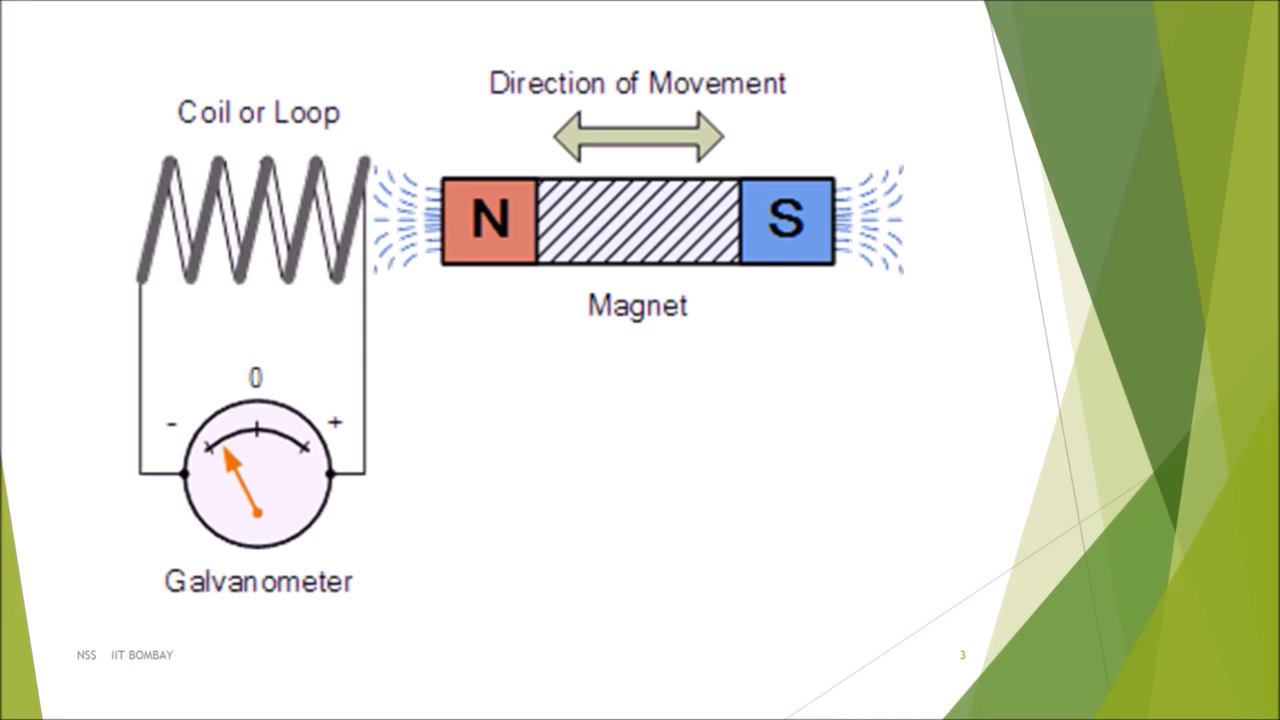 Direction of Movement
Coil or Loop
N
S
Magnet
0
- +
Galvanometer
NSS IIT BOMBAY
3